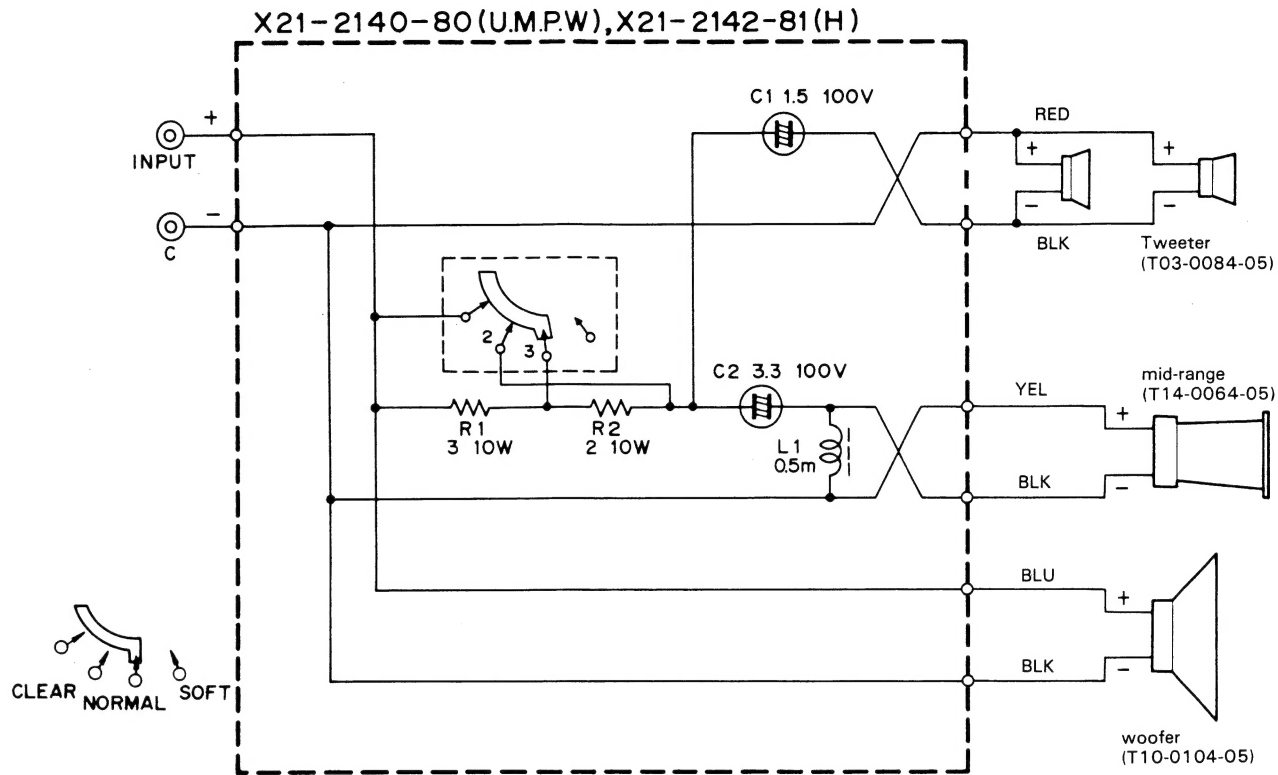 X21-2140-80(U.M.P.W),X21-2142-81(H)
C1 1.5 100V
+
INPUT
RED
+
−
+
−
−
C
BLK
Tweeter
(T03-0084-05)
2
3
C2 3.3 100V
mid-range
(T14-0064-05)
YEL
+
R1
3 10W
R2
2 10W
L1
0.5m
BLK
−
BLU
+
BLK
−
CLEAR
NORMAL
SOFT
woofer
(T10-0104-05)